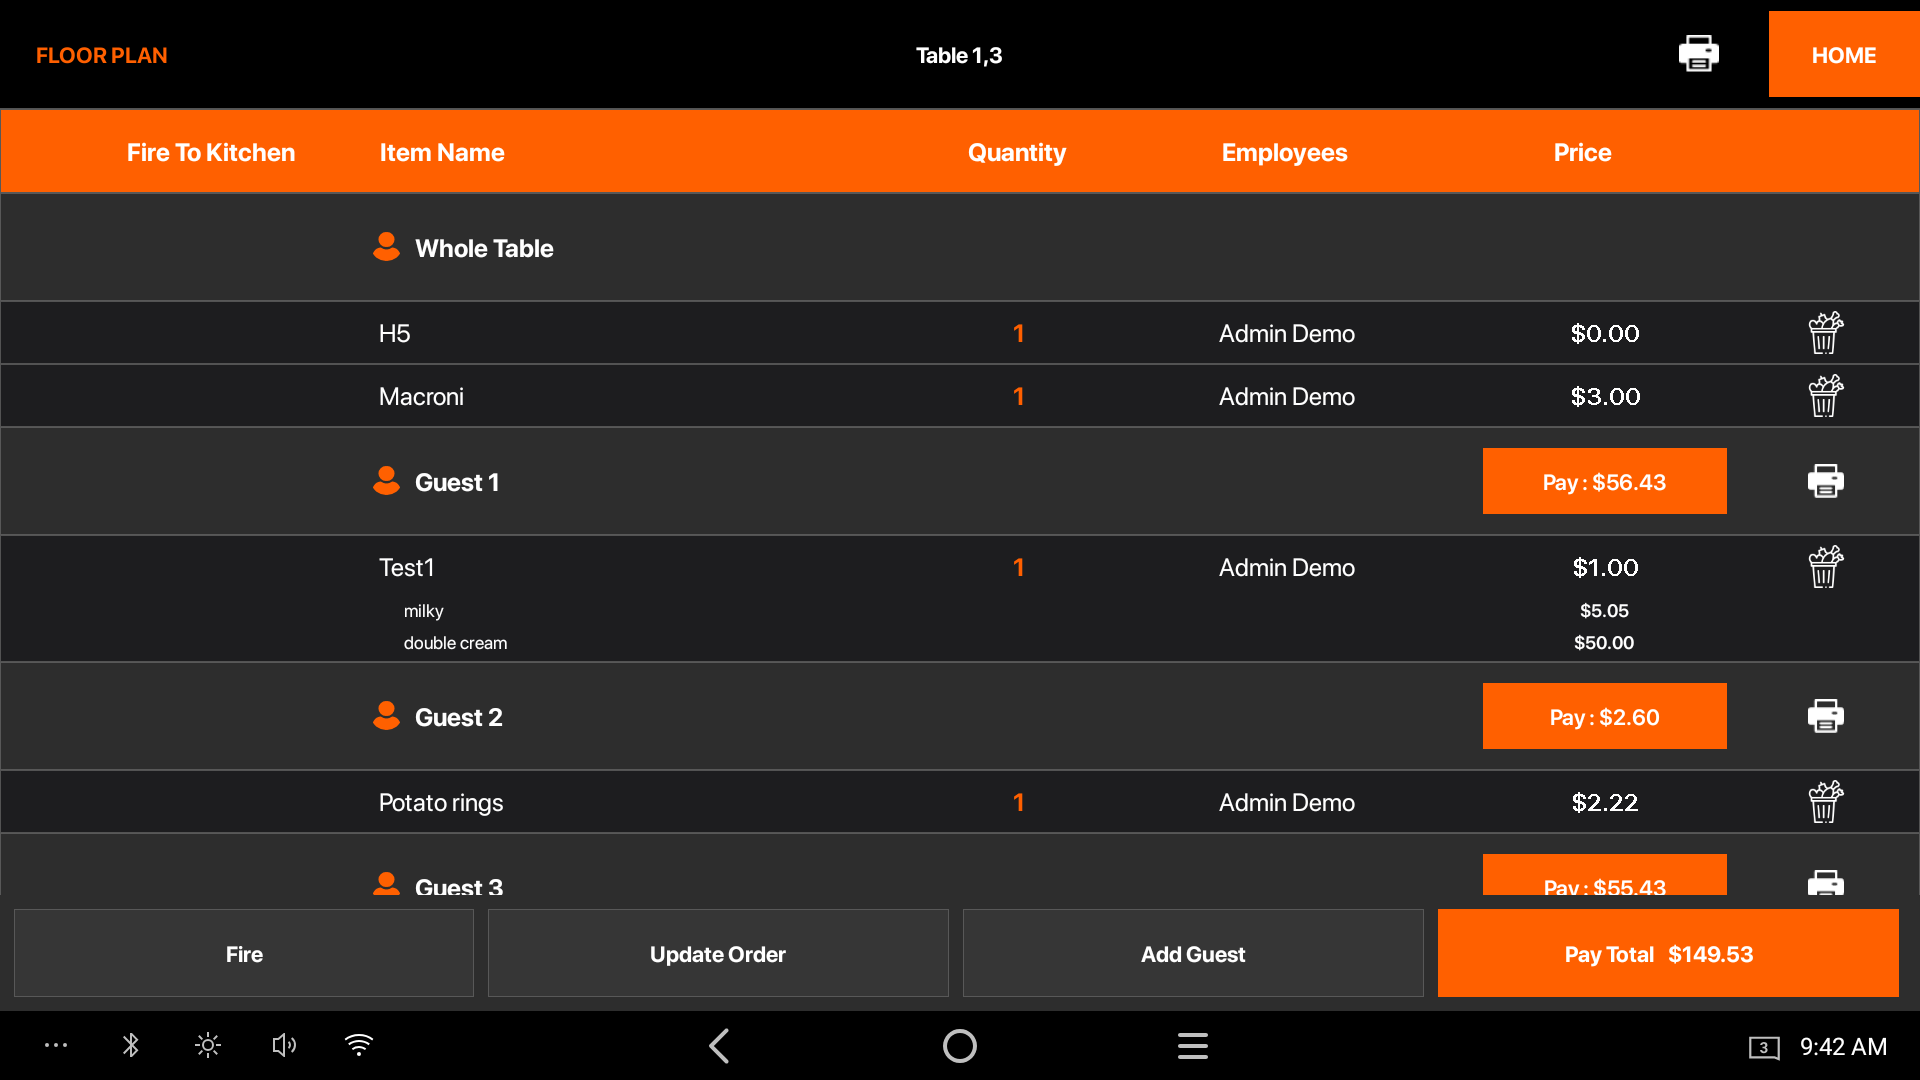 FLOOR PLAN Table 1,3 HOME
Fire To Kitchen Item Name Quantity Employees Price
Whole Table
H5 1 Admin Demo $0.00
Macroni 1 Admin Demo $3.00
Guest 1 Pay : $56.43
Test1 1 Admin Demo $1.00
milky $5.05
double cream $50.00
Guest 2 Pay : $2.60
Potato rings 1 Admin Demo $2.22
Guest 3 Pay : $55.43
Fire Update Order Add Guest Pay Total $149.53
3 9:42 AM